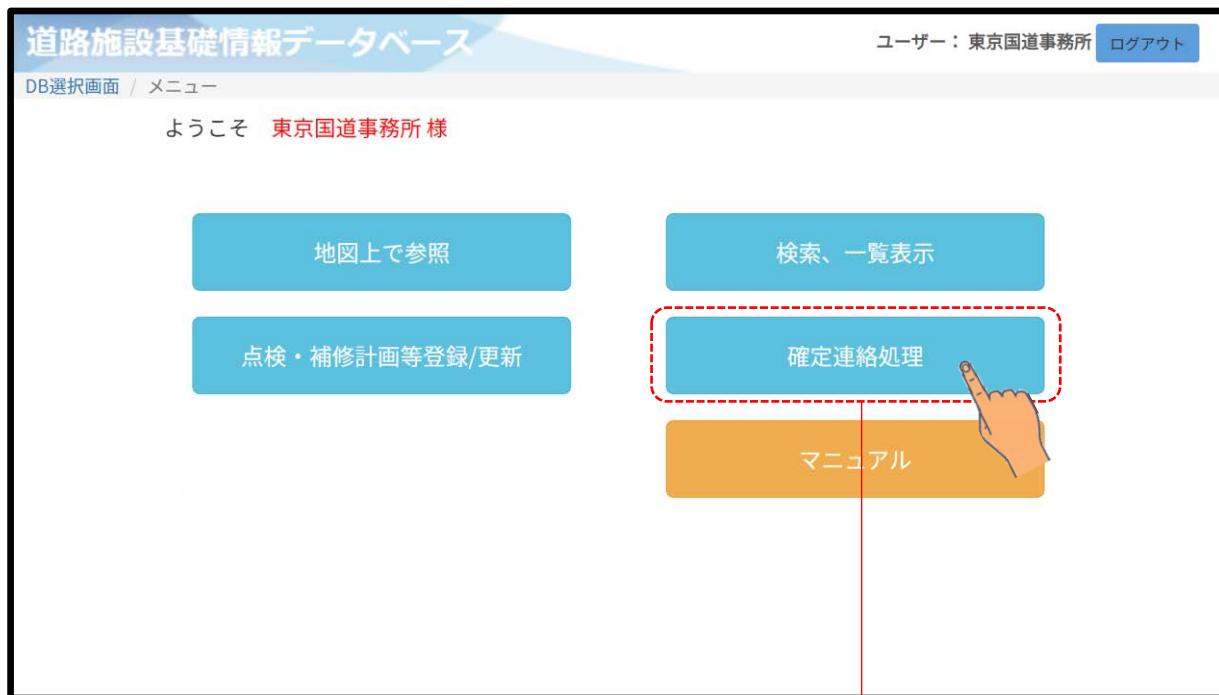 道路施設基礎情報データベース
ユーザー： 東京国道事務所 ログアウト
DB選択画面 / メニュー
ようこそ 東京国道事務所 様
地図上で参照
検索、一覧表示
点検・補修計画等登録/更新
確定連絡処理
マニュアル